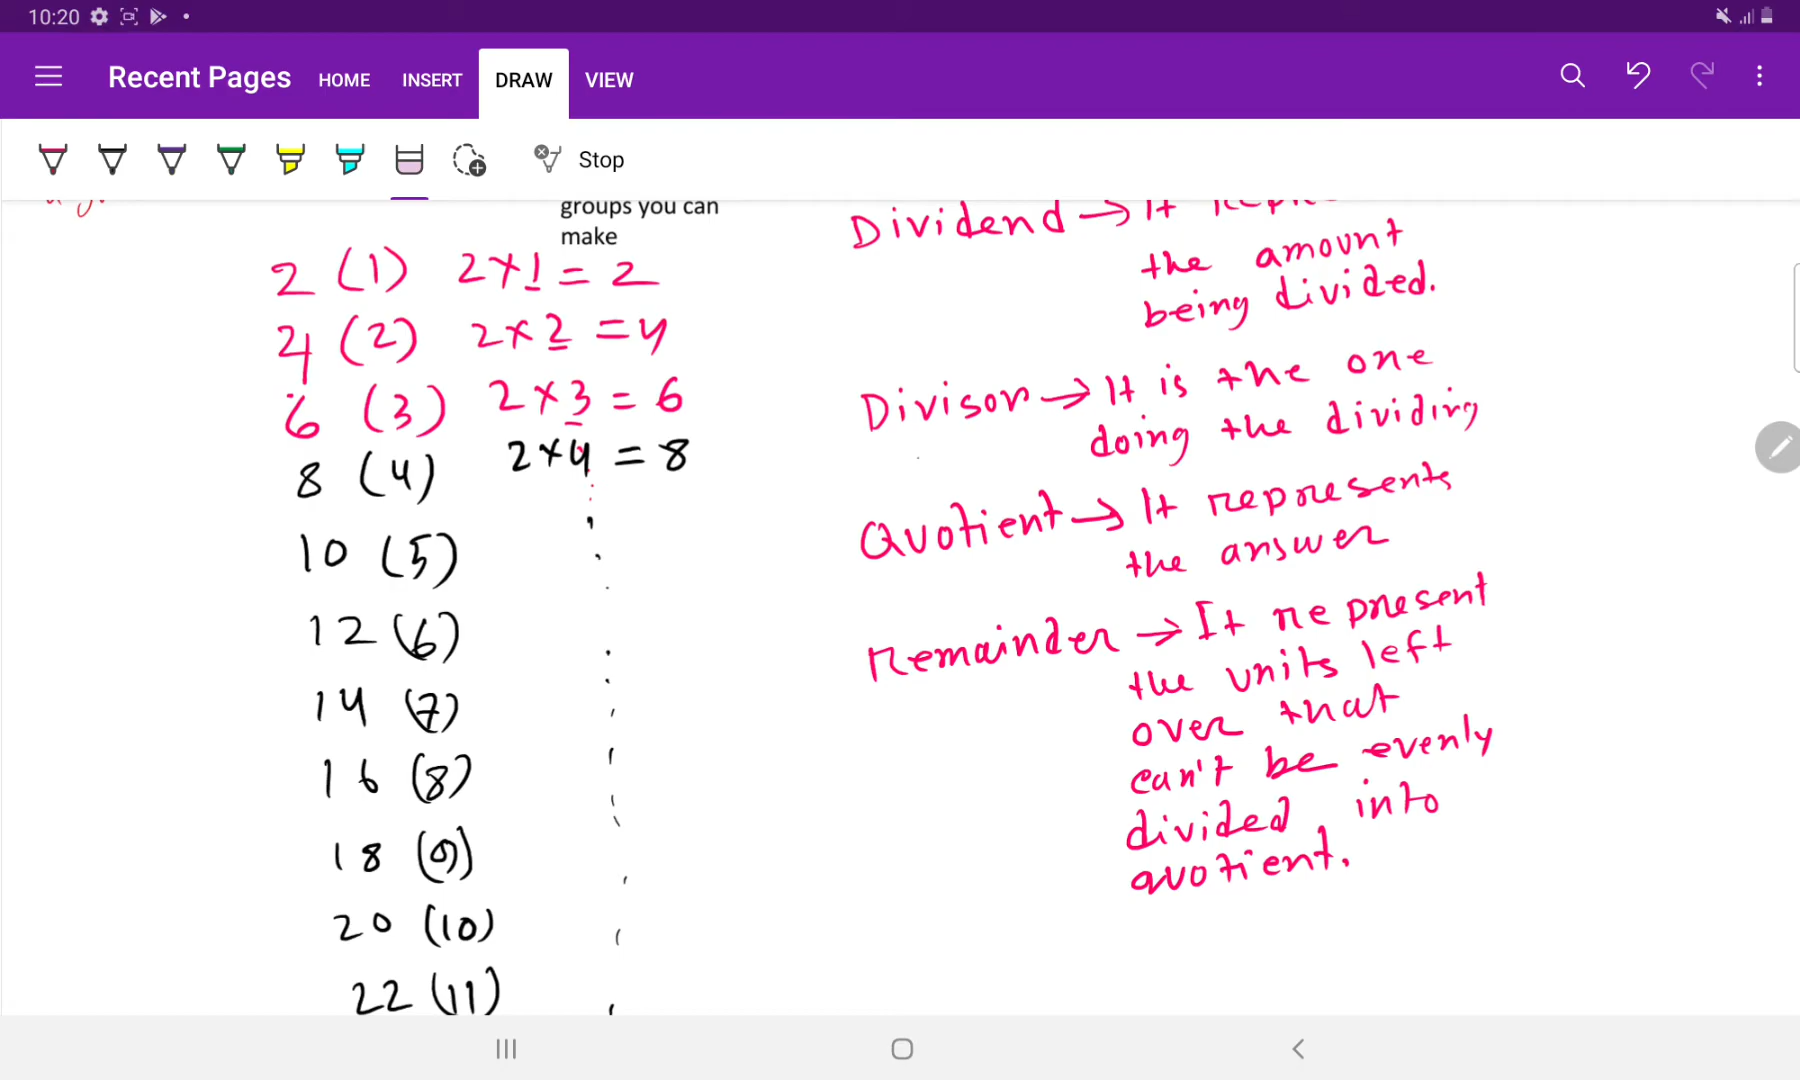 10:20
Recent Pages HOME INSERT DRAW VIEW
Stop
groups you can
make
2 (1) 2×1 = 2
4 (2) 2×2 = 4
6 (3) 2×3 = 6
8 (4) 2×4 = 8
10 (5)
12 (6)
14 (7)
16 (8)
18 (9)
20 (10)
22 (11)
Dividend → It
the amount
being divided.
Divisor → It is the one
doing the dividing
Quotient → It represents
the answer
Remainder → It represent
the units left
over that
can't be evenly
divided into
quotient.